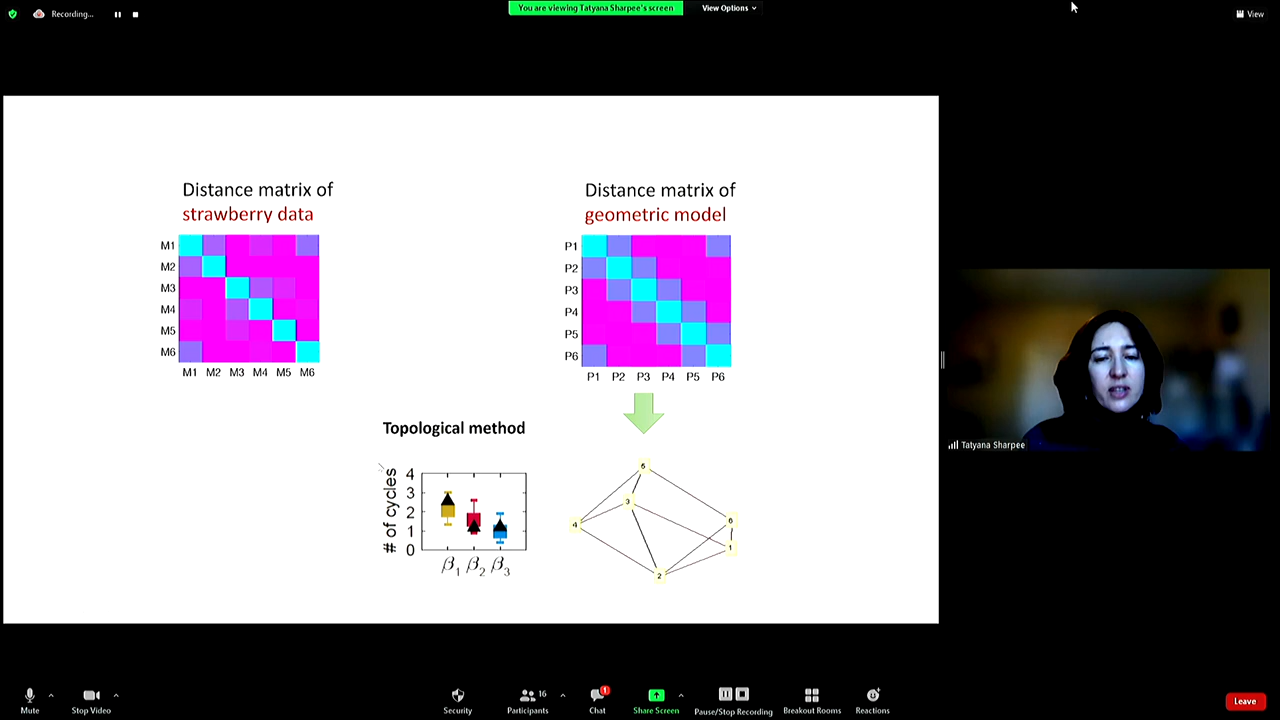 Recording...
You are viewing Tatyana Sharpee's screen
View Options
View
Distance matrix of
strawberry data
M1
M2
M3
M4
M5
M6
M1 M2 M3 M4 M5 M6
Distance matrix of
geometric model
P1
P2
P3
P4
P5
P6
P1 P2 P3 P4 P5 P6
Topological method
# of cycles
4
3
2
1
0
β1 β2 β3
3
4
6
1
2
Tatyana Sharpee
Mute
Stop Video
Security
Participants
16
Chat
1
Share Screen
Pause/Stop Recording
Breakout Rooms
Reactions
Leave